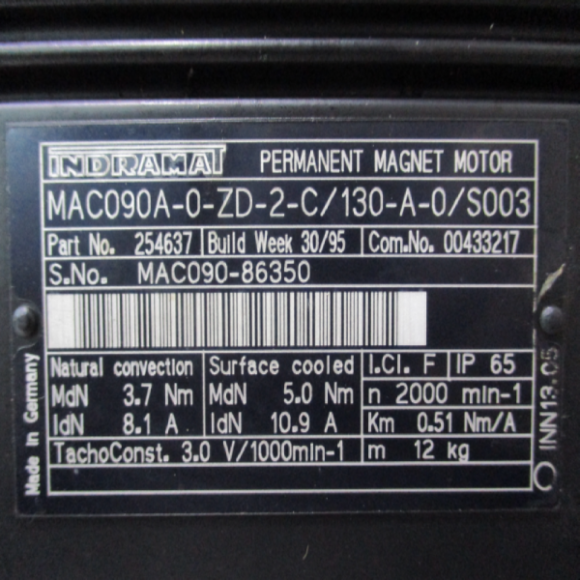 INDRAMAT PERMANENT MAGNET MOTOR
MAC090A-0-ZD-2-C/130-A-0/S003
Part No. 254637 Build Week 30/95 Com.No. 00433217
S.No. MAC090-86350
Natural convection Surface cooled I.Cl. F IP 65
MdN 3.7 Nm MdN 5.0 Nm n 2000 min-1
IdN 8.1 A IdN 10.9 A Km 0.51 Nm/A
TachoConst. 3.0 V/1000min-1 m 12 kg
Made in Germany
INN13.05